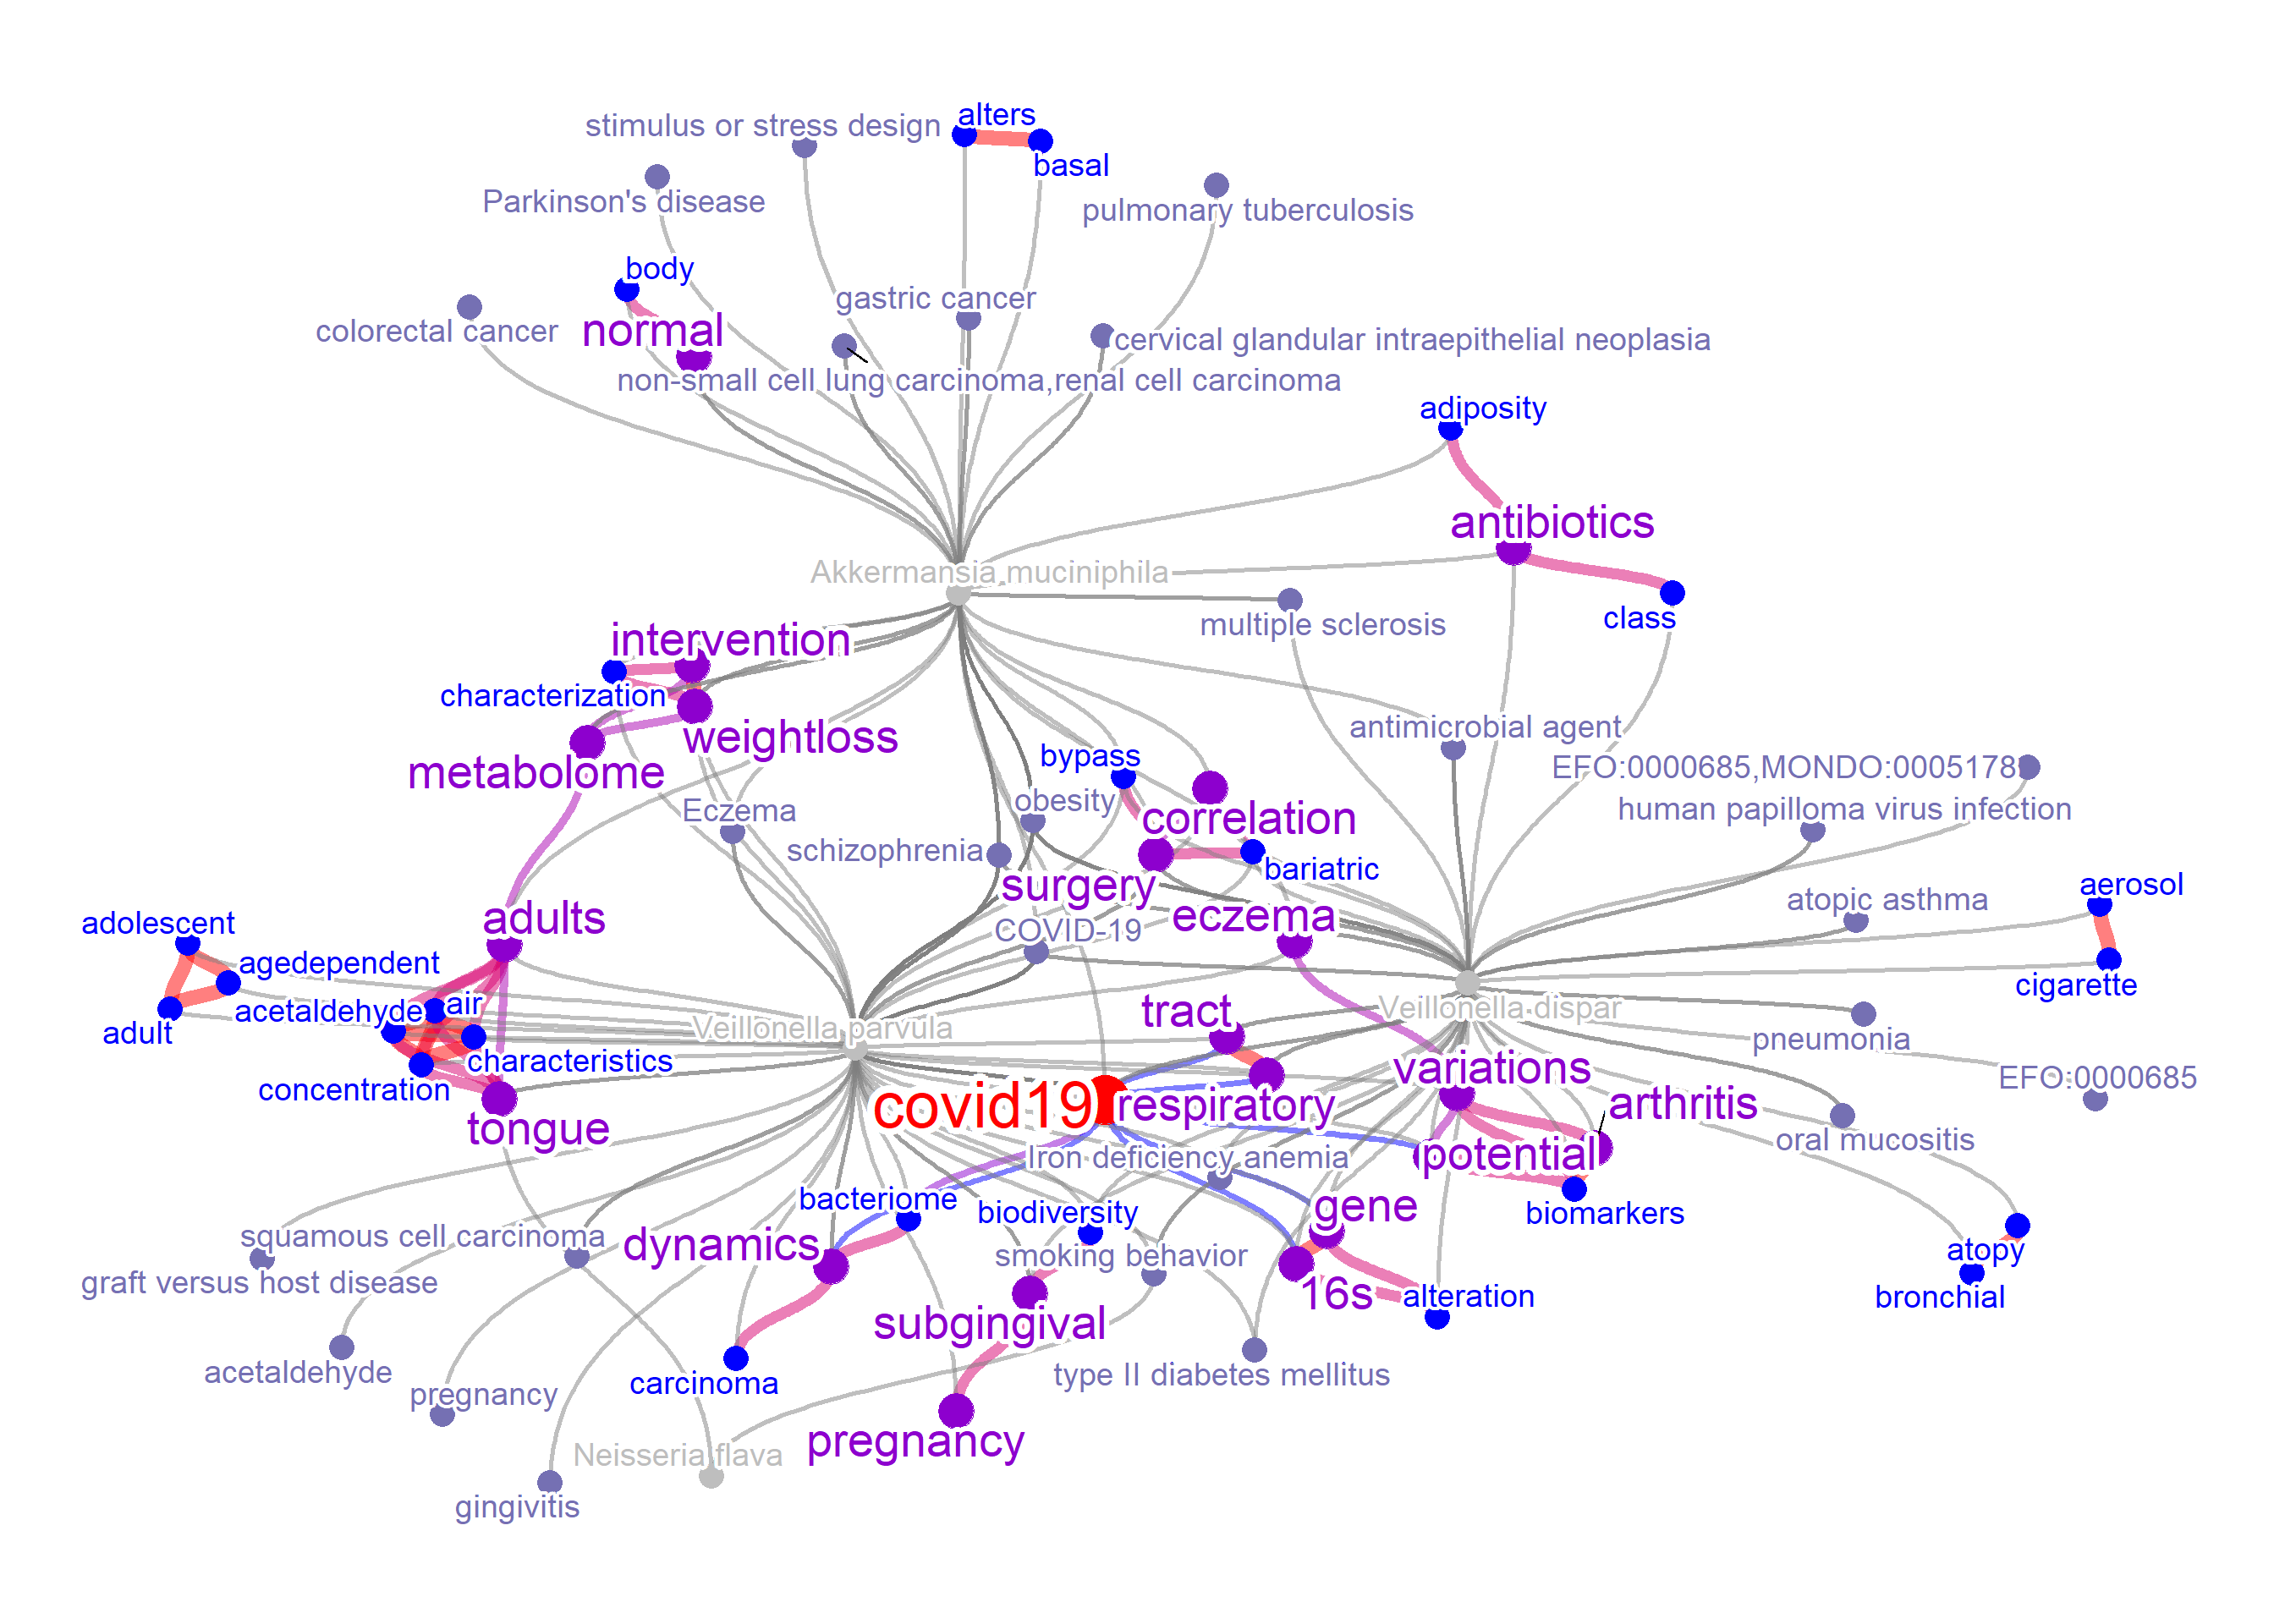 alters
stimulus or stress design
basal
Parkinson's disease
pulmonary tuberculosis
body
gastric cancer
colorectal cancer
normal
cervical glandular intraepithelial neoplasia
non-small cell lung carcinoma,renal cell carcinoma
adiposity
antibiotics
Akkermansia muciniphila
class
multiple sclerosis
intervention
characterization
weightloss
antimicrobial agent
bypass
metabolome
EFO:0000685,MONDO:0005178
obesity
Eczema
human papilloma virus infection
correlation
schizophrenia
bariatric
surgery
aerosol
atopic asthma
eczema
adults
adolescent
COVID-19
agedependent
cigarette
acetaldehyde
air
tract
Veillonella dispar
Veillonella parvula
adult
pneumonia
characteristics
variations
EFO:0000685
concentration
covid19
respiratory
arthritis
tongue
oral mucositis
potential
Iron deficiency anemia
bacteriome
biodiversity
gene
biomarkers
squamous cell carcinoma
dynamics
smoking behavior
atopy
graft versus host disease
16s
alteration
bronchial
subgingival
acetaldehyde
type II diabetes mellitus
carcinoma
pregnancy
pregnancy
Neisseria flava
gingivitis